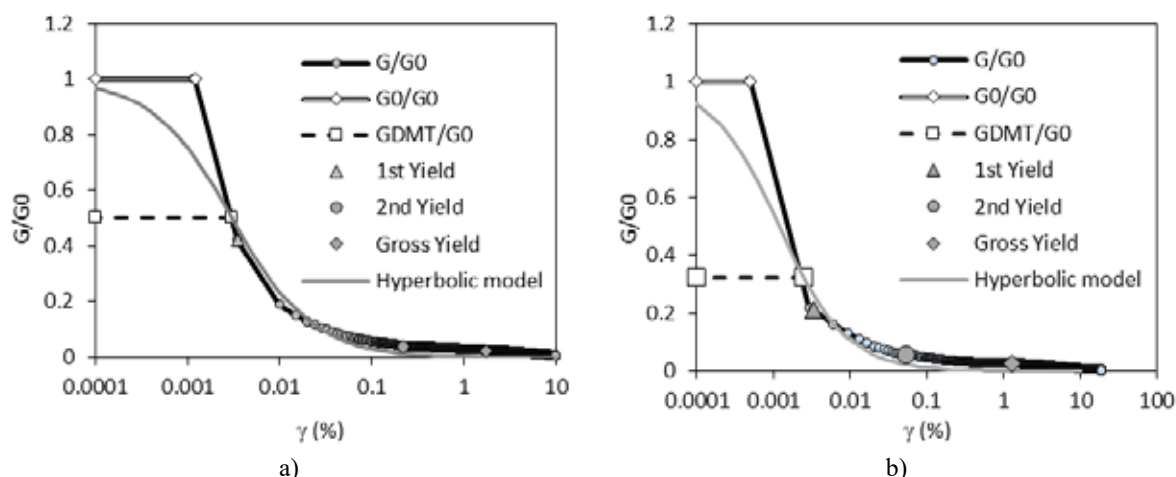 1.2
1
0.8
0.6
0.4
0.2
0
G/G0
0.0001 0.001 0.01 0.1 1 10
γ (%)
G/G0
G0/G0
GDMT/G0
1st Yield
2nd Yield
Gross Yield
Hyperbolic model
a)
1.2
1
0.8
0.6
0.4
0.2
0
G/G0
0.0001 0.001 0.01 0.1 1 10 100
γ (%)
G/G0
G0/G0
GDMT/G0
1st Yield
2nd Yield
Gross Yield
Hyperbolic model
b)